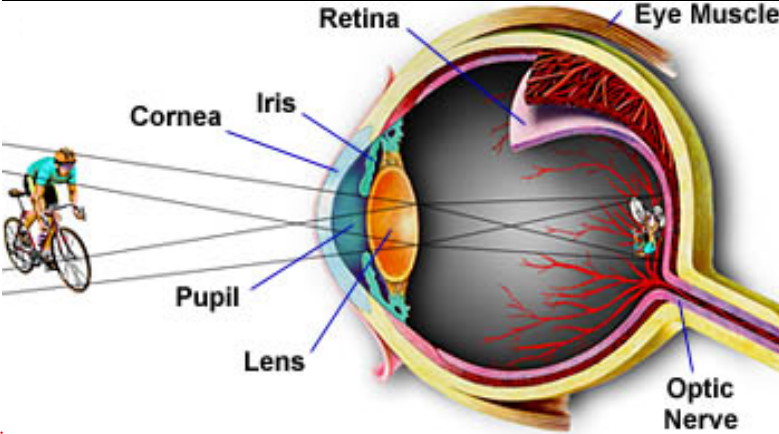 Eye Muscle
Retina
Iris
Cornea
Pupil
Lens
Optic
Nerve